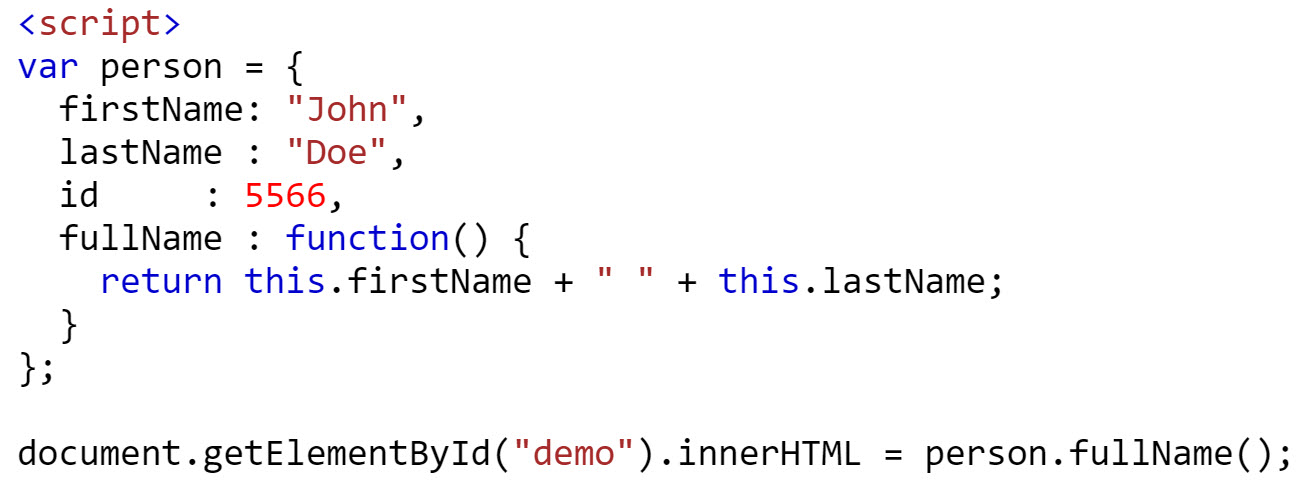 <script>
var person = {
  firstName: "John",
  lastName : "Doe",
  id     : 5566,
  fullName : function() {
    return this.firstName + " " + this.lastName;
  }
};

document.getElementById("demo").innerHTML = person.fullName();